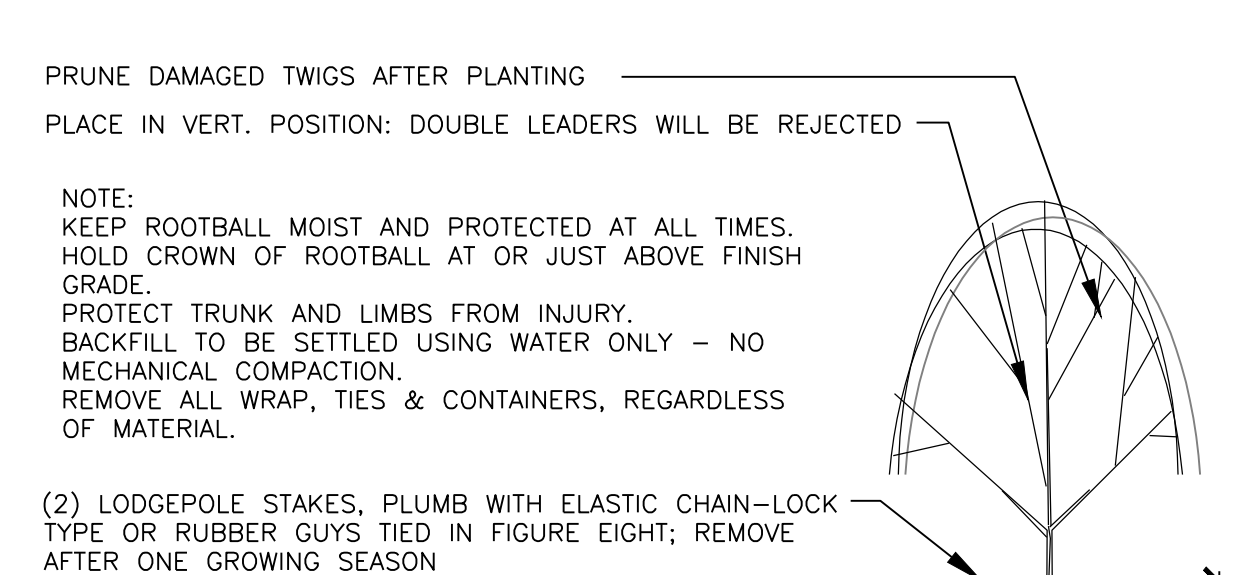 PRUNE DAMAGED TWIGS AFTER PLANTING
PLACE IN VERT. POSITION: DOUBLE LEADERS WILL BE REJECTED
NOTE:
KEEP ROOTBALL MOIST AND PROTECTED AT ALL TIMES.
HOLD CROWN OF ROOTBALL AT OR JUST ABOVE FINISH
GRADE.
PROTECT TRUNK AND LIMBS FROM INJURY.
BACKFILL TO BE SETTLED USING WATER ONLY – NO
MECHANICAL COMPACTION.
REMOVE ALL WRAP, TIES & CONTAINERS, REGARDLESS
OF MATERIAL.
(2) LODGEPOLE STAKES, PLUMB WITH ELASTIC CHAIN–LOCK
TYPE OR RUBBER GUYS TIED IN FIGURE EIGHT; REMOVE
AFTER ONE GROWING SEASON